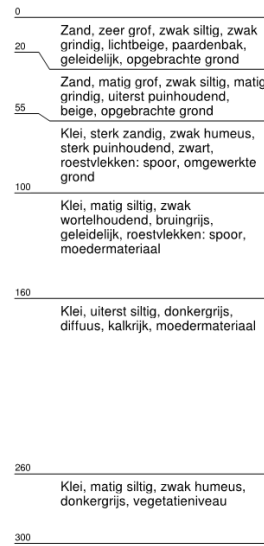 0
Zand, zeer grof, zwak siltig, zwak
grindig, lichtbeige, paardenbak,
geleidelijk, opgebrachte grond
20
Zand, matig grof, zwak siltig, matig
grindig, uiterst puinhoudend,
beige, opgebrachte grond
55
Klei, sterk zandig, zwak humeus,
sterk puinhoudend, zwart,
roestvlekken: spoor, omgewerkte
grond
100
Klei, matig siltig, zwak
wortelhoudend, bruingrijs,
geleidelijk, roestvlekken: spoor,
moedermateriaal
160
Klei, uiterst siltig, donkergrijs,
diffuus, kalkrijk, moedermateriaal
260
Klei, matig siltig, zwak humeus,
donkergrijs, vegetatieniveau
300